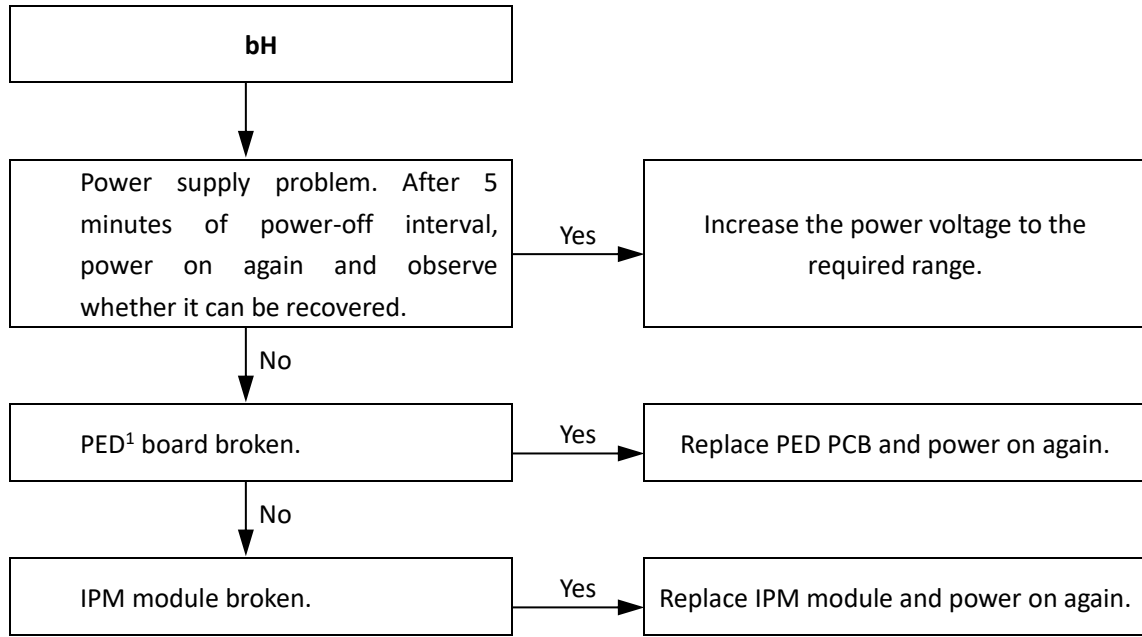 bH
Power supply problem. After 5
minutes of power-off interval,
power on again and observe
whether it can be recovered.
Yes
Increase the power voltage to the
required range.
No
PED¹ board broken.
Yes
Replace PED PCB and power on again.
No
IPM module broken.
Yes
Replace IPM module and power on again.